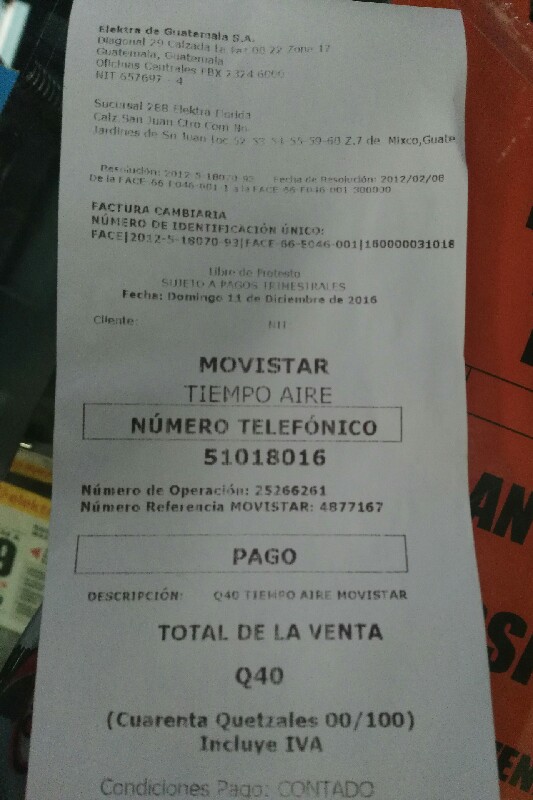 Elektra de Guatemala S.A.
Diagonal 29 Calzada la Paz 00 22 Zona 17
Guatemala, Guatemala
Oficinas Centrales PBX 2324 6000
NIT 657697 - 4
Sucursal 288 Elektra Florida
Calz.San Juan Ctro Com No.
Jardines de Sn Juan Loc 52 53 54 55-59-60 Z.7 de Mixco,Guate
Resolución: 2012-5-18070-93 Fecha de Resolución: 2012/02/08
De la FACE-66-E046-001 1 a la FACE-66-E046-001
FACTURA CAMBIARIA
NÚMERO DE IDENTIFICACIÓN ÚNICO:
FACE|2012-5-18070-93|FACE-66-E046-001|160000031018
Libre de Protesto
SUJETO A PAGOS TRIMESTRALES
Fecha: Domingo 11 de Diciembre de 2016
Cliente:
MOVISTAR
TIEMPO AIRE
NÚMERO TELEFÓNICO
51018016
Número de Operación: 25266261
Número Referencia MOVISTAR: 4877167
PAGO
DESCRIPCIÓN: Q40 TIEMPO AIRE MOVISTAR
TOTAL DE LA VENTA
Q40
(Cuarenta Quetzales 00/100)
Incluye IVA
Condiciones Pago: CONTADO
9
AN